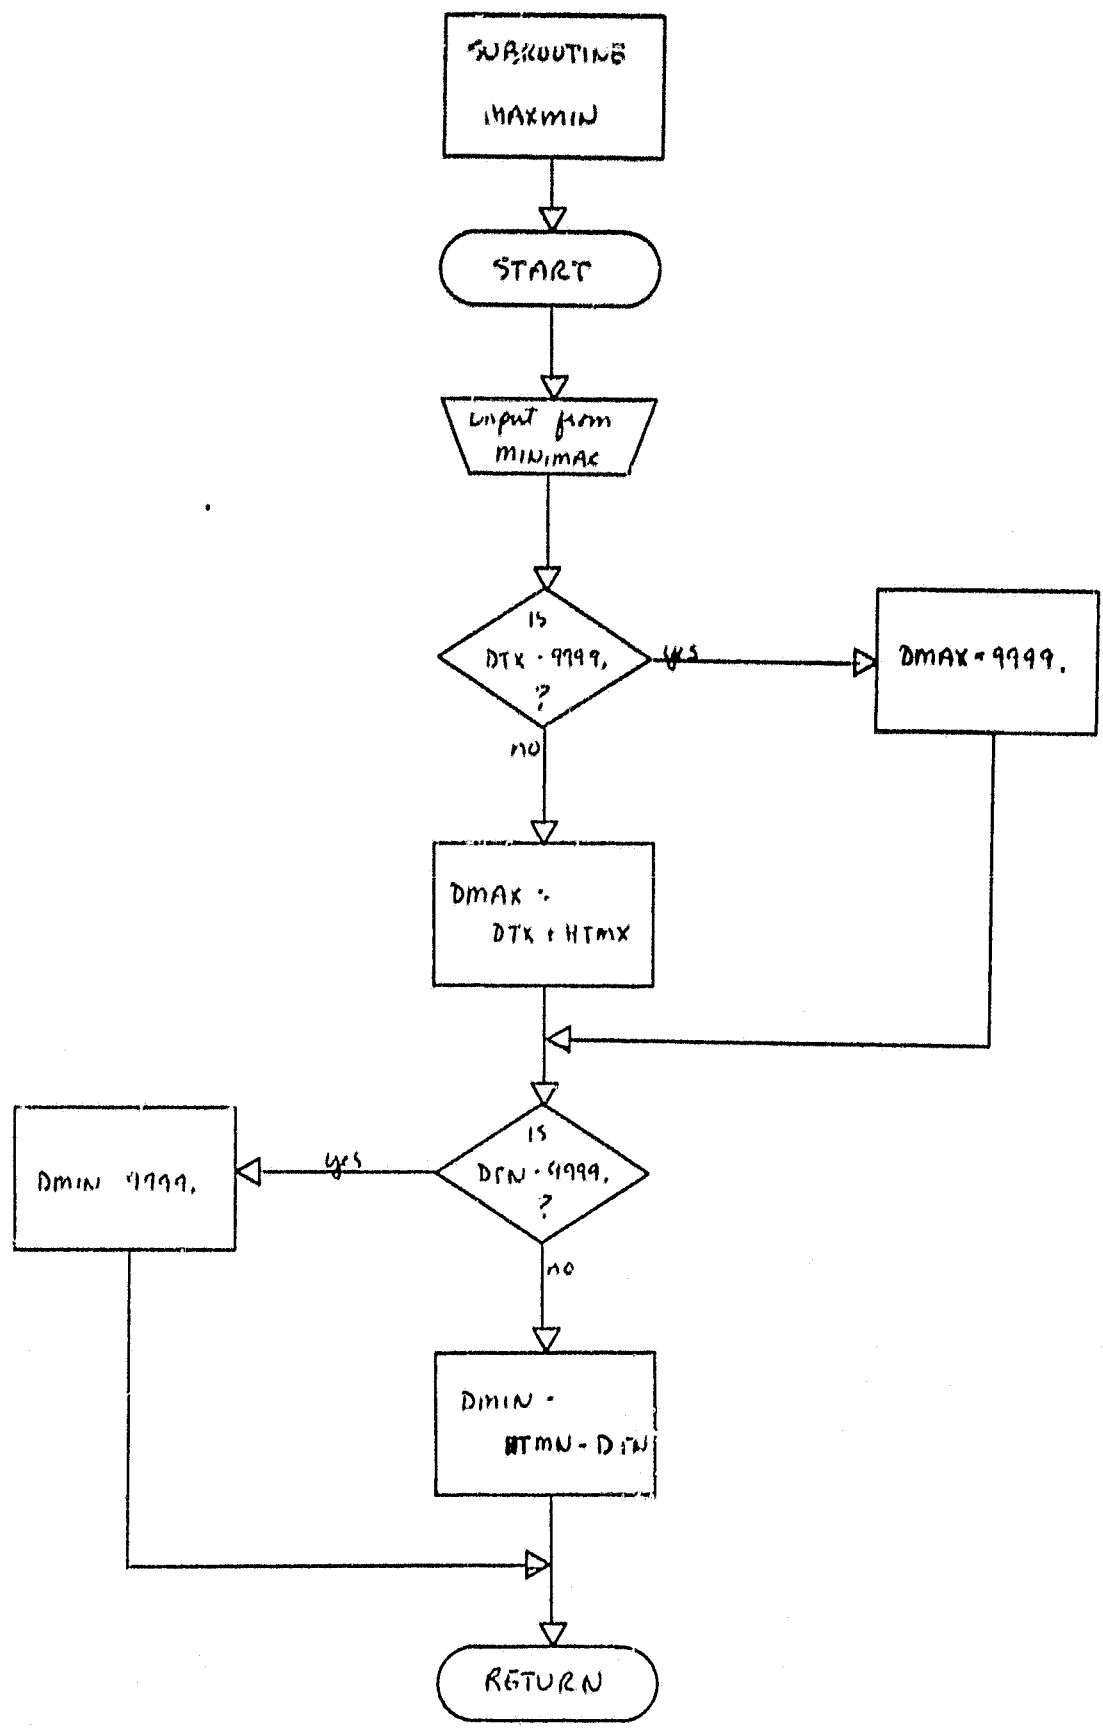 SUBROUTINE
MAXMIN
START
input from
MINIMAX
IS
DTX = 9999.
?
yes
DMAX = 9999.
no
DMAX =
DTX + HTMX
IS
DTN = 9999.
?
yes
DMIN 9999.
no
DMIN =
HTMN - DTN
RETURN